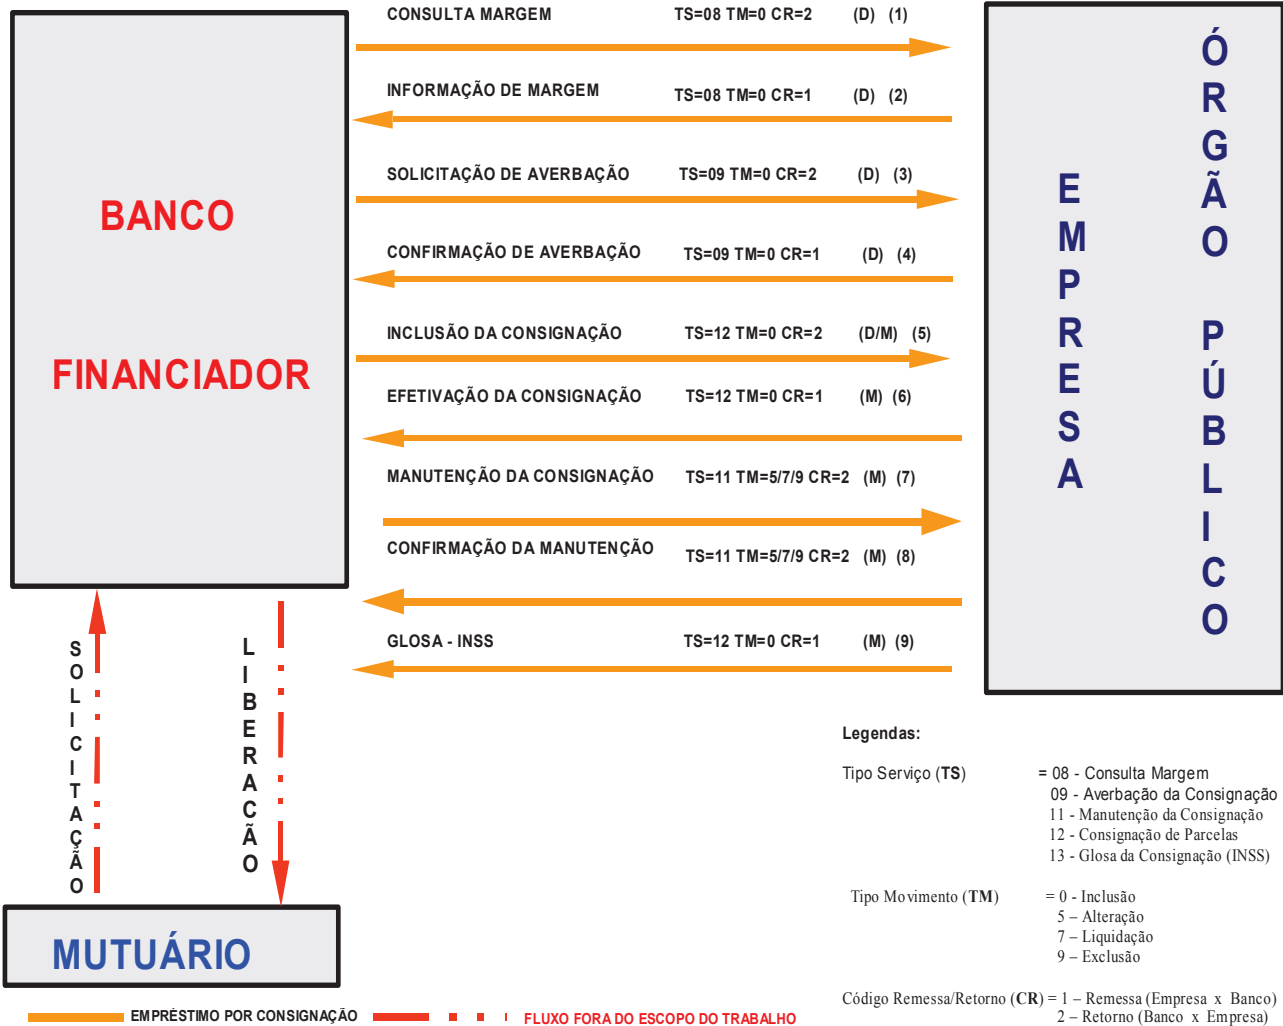 CONSULTA MARGEM TS=08 TM=0 CR=2 (D) (1)
INFORMAÇÃO DE MARGEM TS=08 TM=0 CR=1 (D) (2)
SOLICITAÇÃO DE AVERBAÇÃO TS=09 TM=0 CR=2 (D) (3)
CONFIRMAÇÃO DE AVERBAÇÃO TS=09 TM=0 CR=1 (D) (4)
INCLUSÃO DA CONSIGNAÇÃO TS=12 TM=0 CR=2 (D/M) (5)
EFETIVAÇÃO DA CONSIGNAÇÃO TS=12 TM=0 CR=1 (M) (6)
MANUTENÇÃO DA CONSIGNAÇÃO TS=11 TM=5/7/9 CR=2 (M) (7)
CONFIRMAÇÃO DA MANUTENÇÃO TS=11 TM=5/7/9 CR=2 (M) (8)
GLOSA - INSS TS=12 TM=0 CR=1 (M) (9)
BANCO
FINANCIADOR
EMPRESA
ÓRGÃO PÚBLICO
SOLICITAÇÃO
LIBERACÃO
MUTUÁRIO
Legendas:
Tipo Serviço (TS) = 08 - Consulta Margem
09 - Averbação da Consignação
11 - Manutenção da Consignação
12 - Consignação de Parcelas
13 - Glosa da Consignação (INSS)
Tipo Movimento (TM) = 0 - Inclusão
5 – Alteração
7 – Liquidação
9 – Exclusão
Código Remessa/Retorno (CR) = 1 – Remessa (Empresa x Banco)
2 – Retorno (Banco x Empresa)
EMPRÉSTIMO POR CONSIGNAÇÃO
FLUXO FORA DO ESCOPO DO TRABALHO